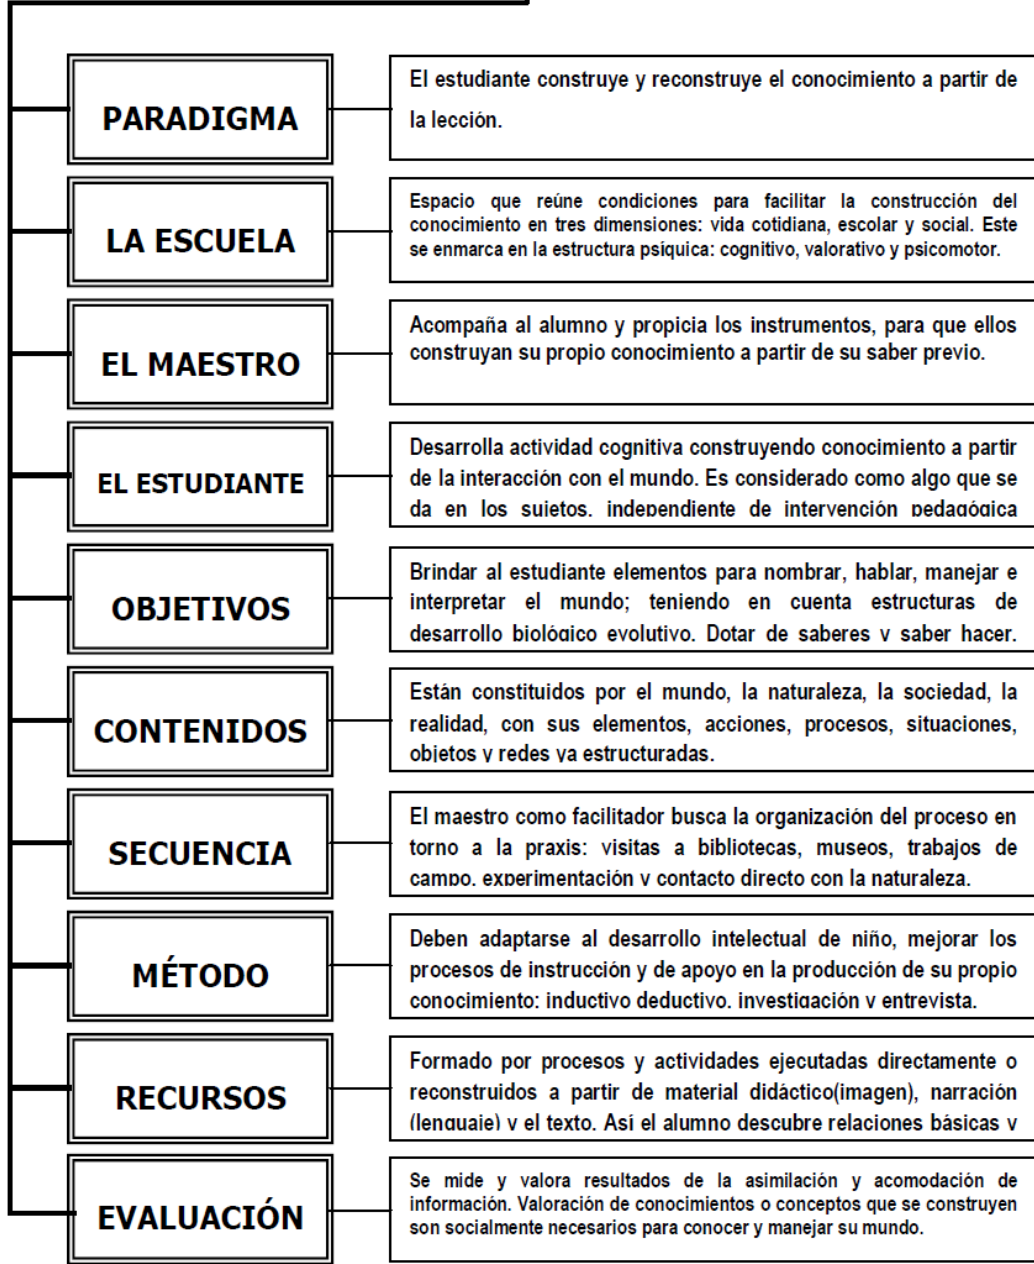 PARADIGMA
El estudiante construye y reconstruye el conocimiento a partir de
la lección.
LA ESCUELA
Espacio que reúne condiciones para facilitar la construcción del
conocimiento en tres dimensiones: vida cotidiana, escolar y social. Este
se enmarca en la estructura psíquica: cognitivo, valorativo y psicomotor.
EL MAESTRO
Acompaña al alumno y propicia los instrumentos, para que ellos
construyan su propio conocimiento a partir de su saber previo.
EL ESTUDIANTE
Desarrolla actividad cognitiva construyendo conocimiento a partir
de la interacción con el mundo. Es considerado como algo que se
da en los sujetos, independiente de intervención pedagógica
OBJETIVOS
Brindar al estudiante elementos para nombrar, hablar, manejar e
interpretar el mundo; teniendo en cuenta estructuras de
desarrollo biológico evolutivo. Dotar de saberes y saber hacer.
CONTENIDOS
Están constituidos por el mundo, la naturaleza, la sociedad, la
realidad, con sus elementos, acciones, procesos, situaciones,
objetos y redes ya estructuradas.
SECUENCIA
El maestro como facilitador busca la organización del proceso en
torno a la praxis: visitas a bibliotecas, museos, trabajos de
campo, experimentación y contacto directo con la naturaleza.
MÉTODO
Deben adaptarse al desarrollo intelectual de niño, mejorar los
procesos de instrucción y de apoyo en la producción de su propio
conocimiento: inductivo deductivo, investigación y entrevista.
RECURSOS
Formado por procesos y actividades ejecutadas directamente o
reconstruidos a partir de material didáctico(imagen), narración
(lenguaje) y el texto. Así el alumno descubre relaciones básicas y
EVALUACIÓN
Se mide y valora resultados de la asimilación y acomodación de
información. Valoración de conocimientos o conceptos que se construyen
son socialmente necesarios para conocer y manejar su mundo.